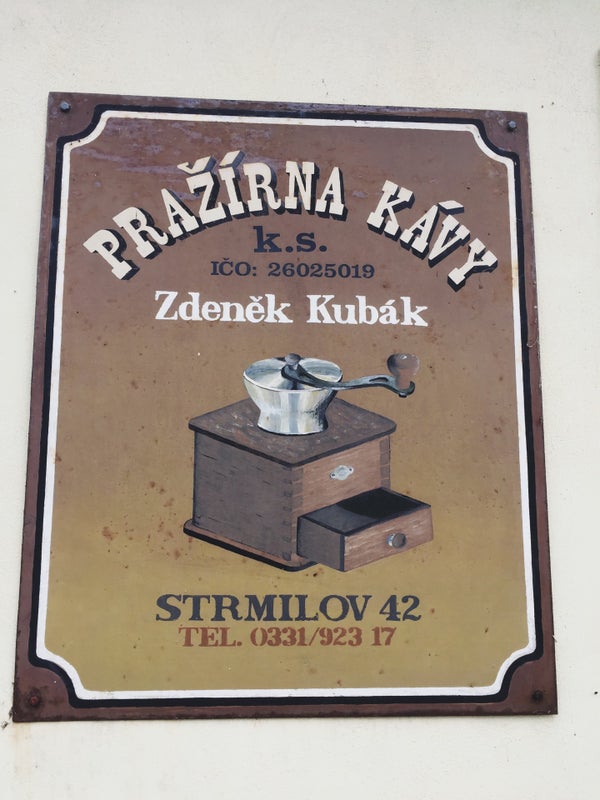 PRAŽÍRNA KÁVY
k.s.
IČO: 26025019
Zdeněk Kubák
STRMILOV 42
TEL. 0331/923 17